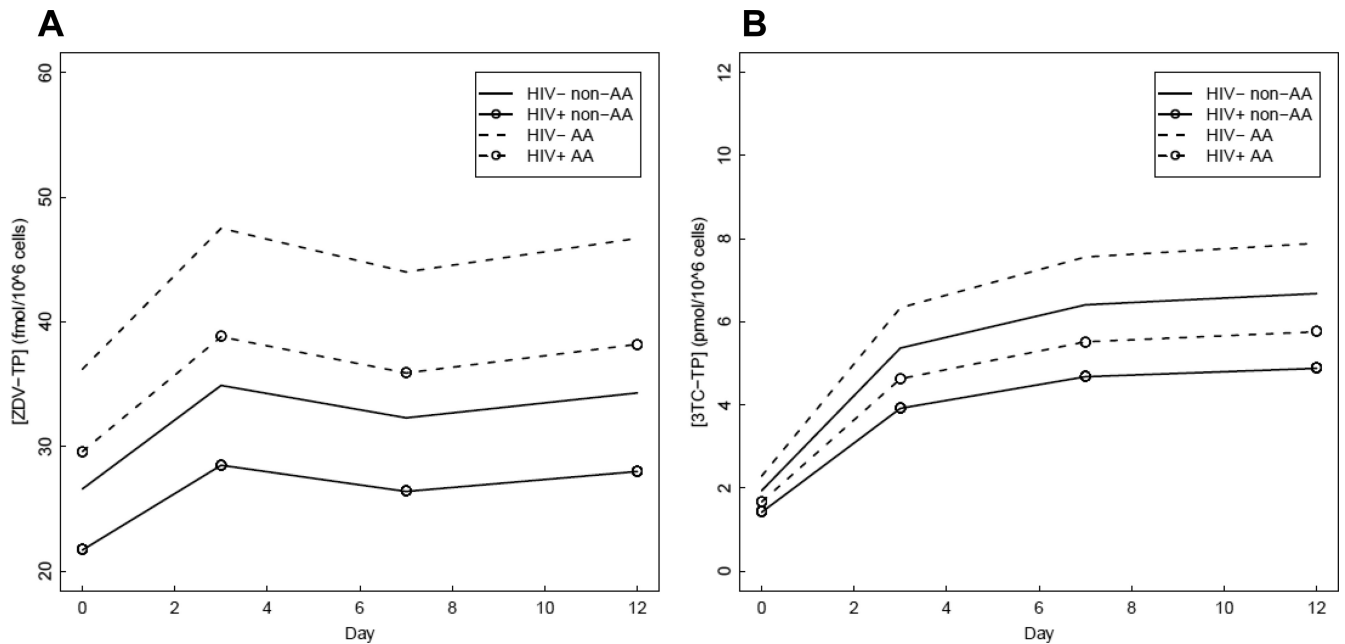 A
[ZDV−TP] (fmol/10^6 cells)
60
50
40
30
20
HIV− non−AA
HIV+ non−AA
HIV− AA
HIV+ AA
0 2 4 6 8 10 12
Day
B
[3TC−TP] (pmol/10^6 cells)
12
10
8
6
4
2
0
HIV− non−AA
HIV+ non−AA
HIV− AA
HIV+ AA
0 2 4 6 8 10 12
Day